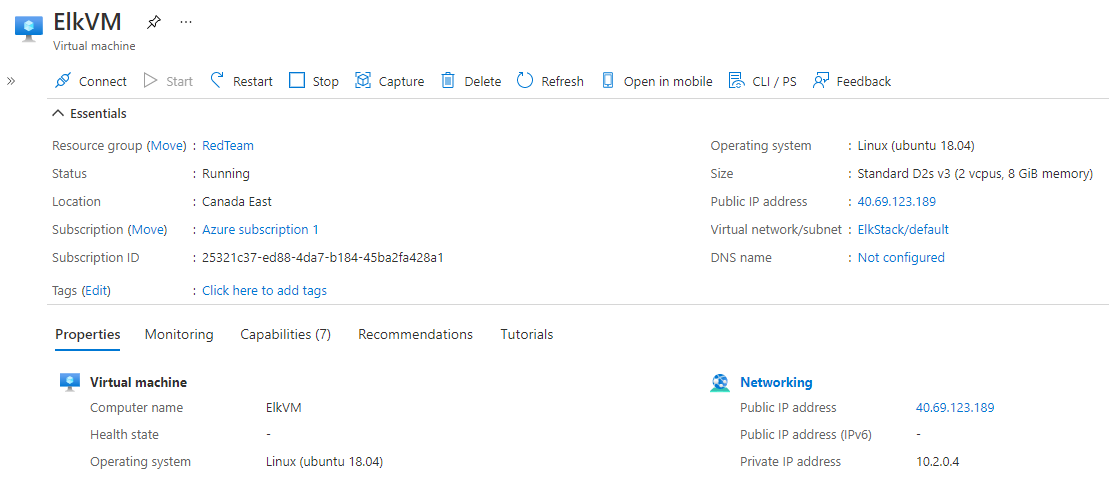 ElkVM
Virtual machine
Connect Start Restart Stop Capture Delete Refresh Open in mobile CLI / PS Feedback
Essentials
Resource group (Move) : RedTeam
Status : Running
Location : Canada East
Subscription (Move) : Azure subscription 1
Subscription ID : 25321c37-ed88-4da7-b184-45ba2fa428a1
Tags (Edit) : Click here to add tags
Operating system : Linux (ubuntu 18.04)
Size : Standard D2s v3 (2 vcpus, 8 GiB memory)
Public IP address : 40.69.123.189
Virtual network/subnet : ElkStack/default
DNS name : Not configured
Properties Monitoring Capabilities (7) Recommendations Tutorials
Virtual machine
Computer name ElkVM
Health state -
Operating system Linux (ubuntu 18.04)
Networking
Public IP address 40.69.123.189
Public IP address (IPv6) -
Private IP address 10.2.0.4